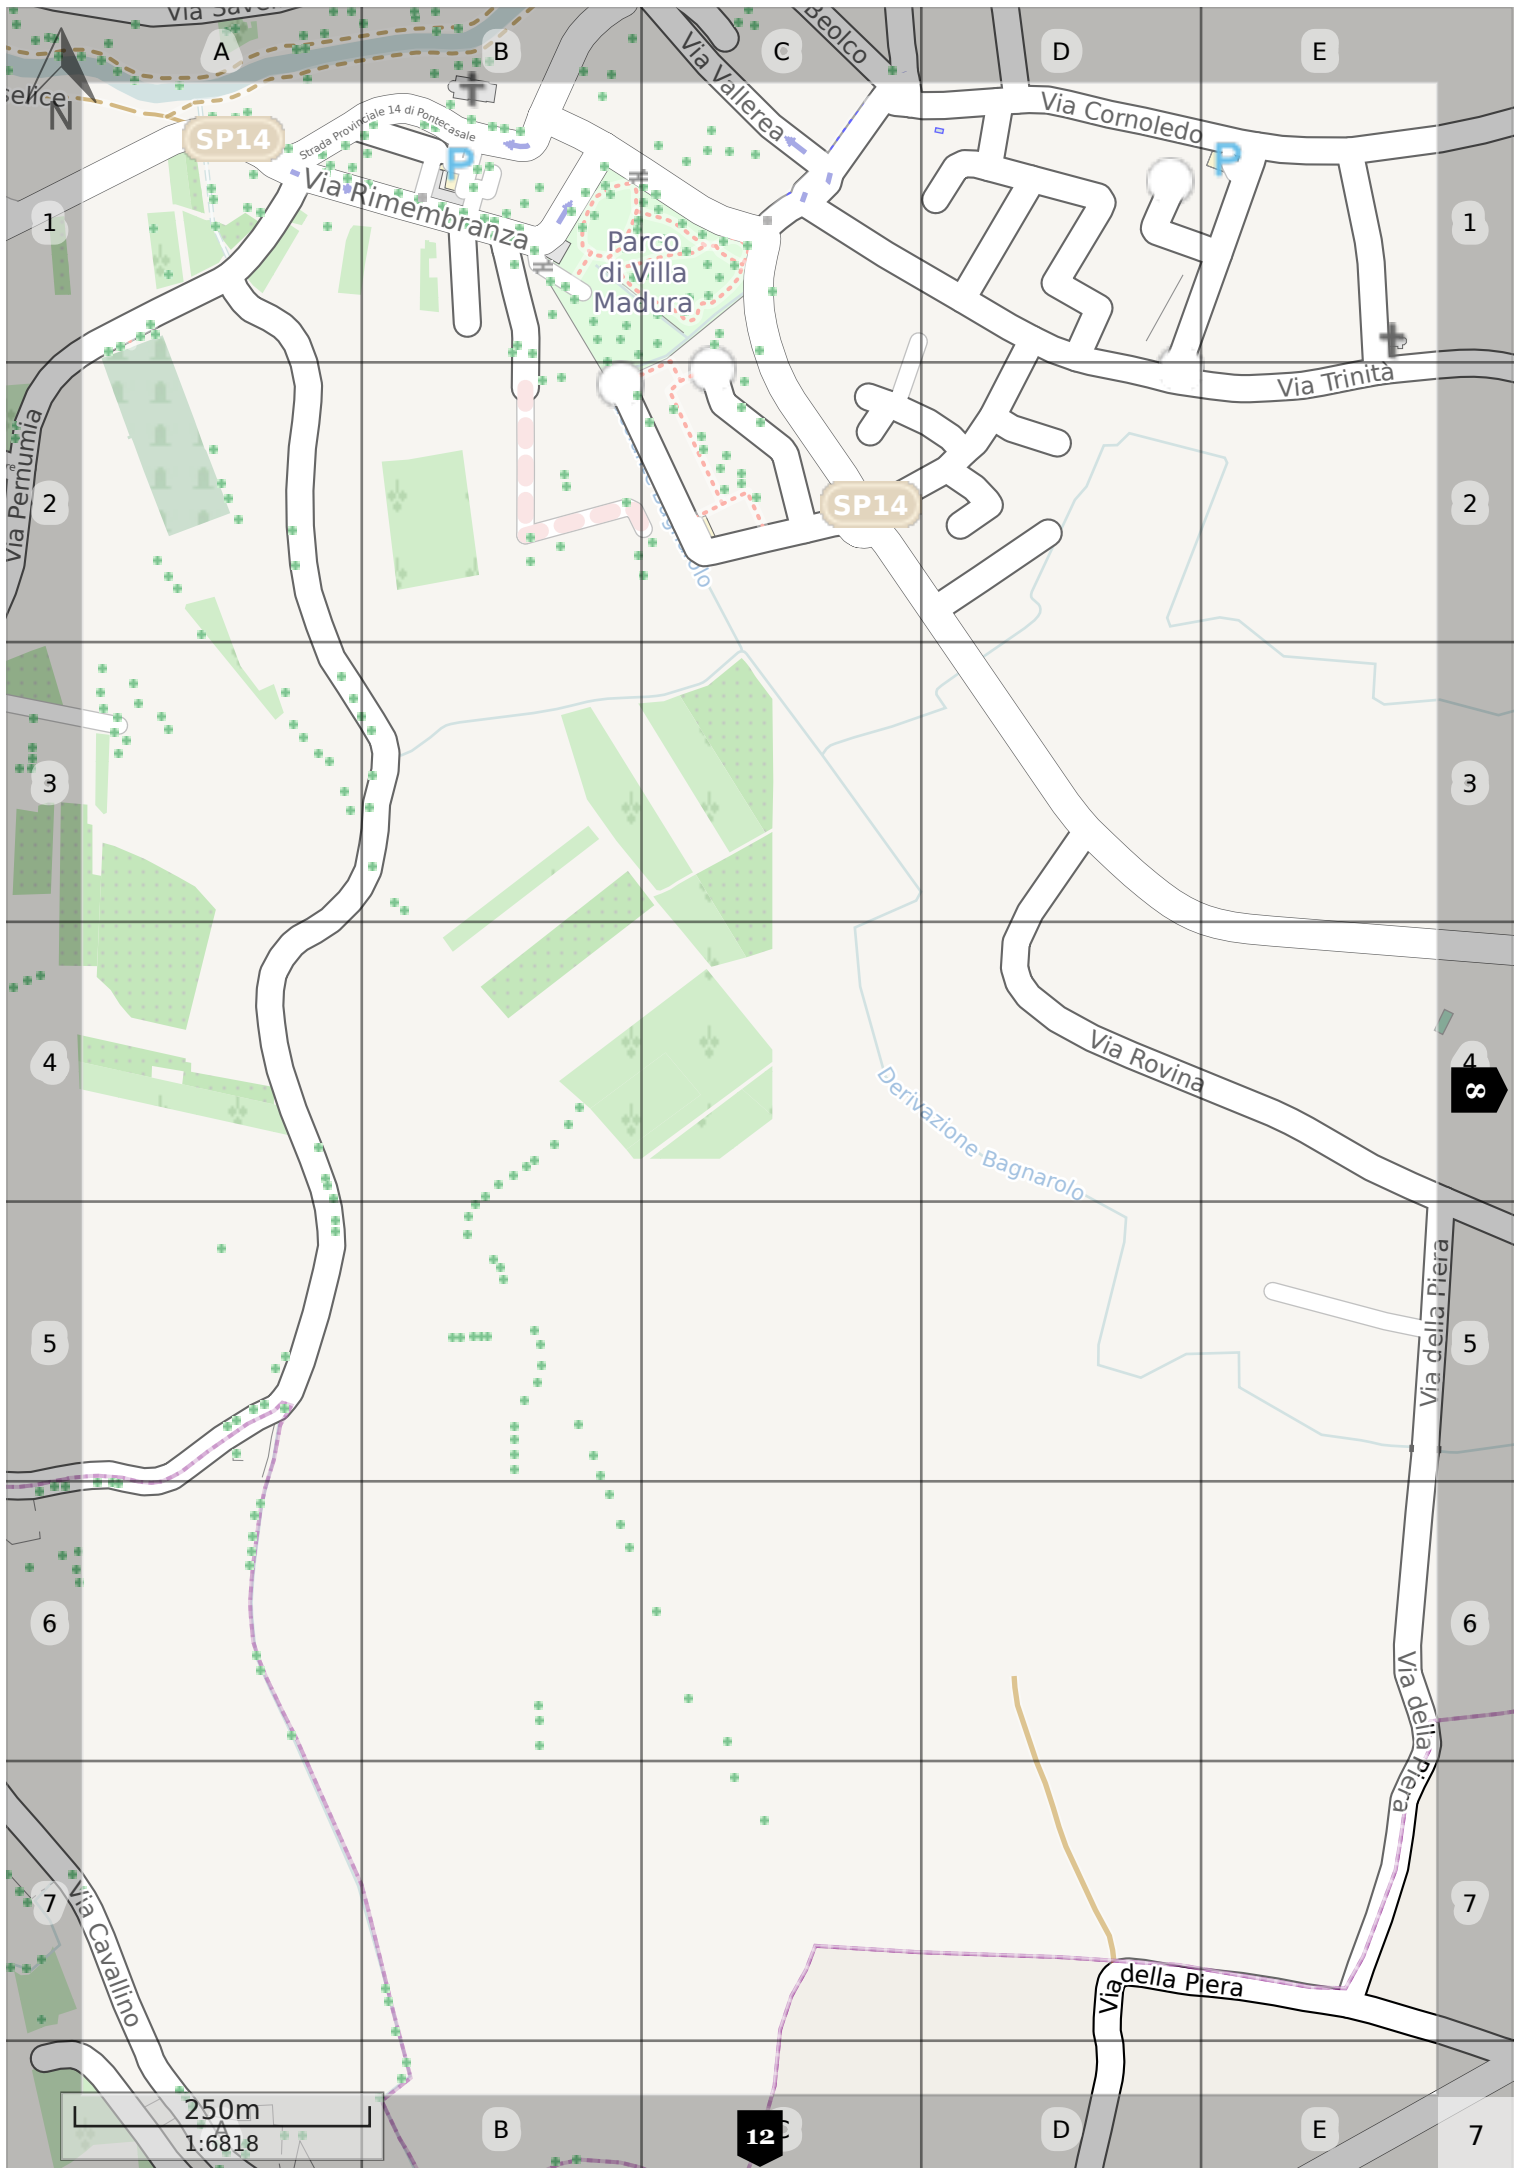 Via Savo
A
B
C
D
E
Beolco
Via Vallerea
Via Cornoledo
selice
N
SP14
Strada Provinciale 14 di Pontecasale
P
P
Via Rimembranza
Parco
di Villa
Madura
1
1
Via Trinità
Via Pernumia
SP14
2
2
3
3
4
4
8
Via Rovina
Derivazione Bagnarolo
Via della Piera
5
5
6
6
Via della Piera
7
7
Via Cavallino
Via della Piera
250m
1:6818
A
B
12
C
D
E
7